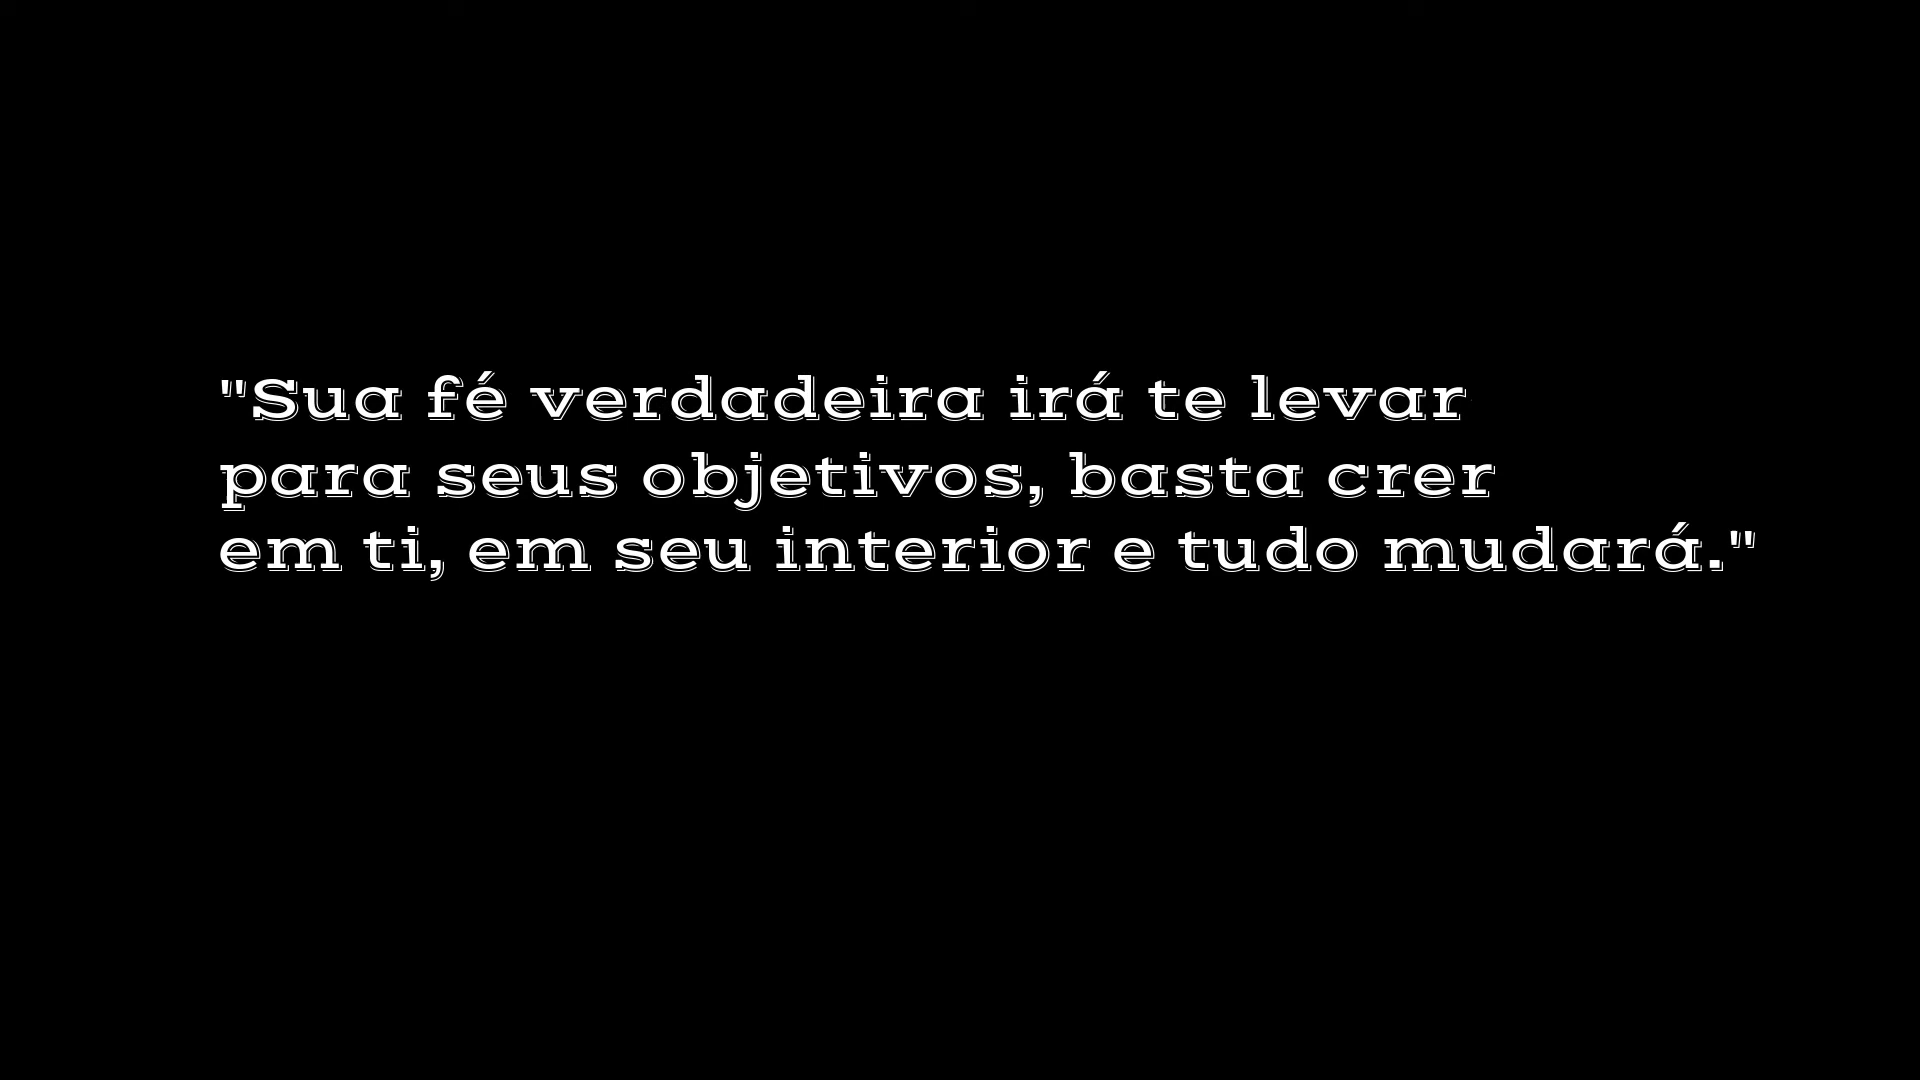 "Sua fé verdadeira irá te levar
para seus objetivos, basta crer
em ti, em seu interior e tudo mudará."